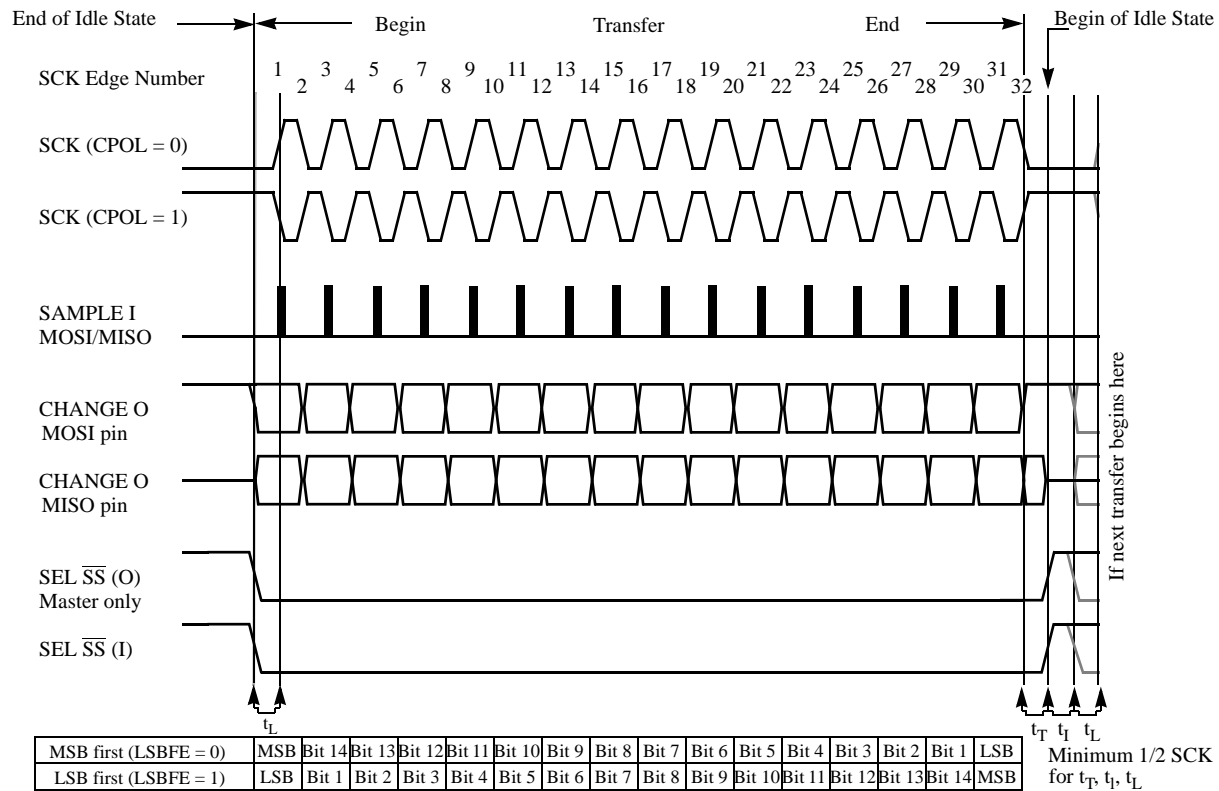 End of Idle State
Begin
Transfer
End
Begin of Idle State
SCK Edge Number
1 3 5 7 9 11 13 15 17 19 21 23 25 27 29 31
2 4 6 8 10 12 14 16 18 20 22 24 26 28 30 32
SCK (CPOL = 0)
SCK (CPOL = 1)
SAMPLE I
MOSI/MISO
CHANGE O
MOSI pin
CHANGE O
MISO pin
SEL SS (O)
Master only
SEL SS (I)
If next transfer begins here
tL
tT tI tL
MSB first (LSBFE = 0) MSB Bit 14 Bit 13 Bit 12 Bit 11 Bit 10 Bit 9 Bit 8 Bit 7 Bit 6 Bit 5 Bit 4 Bit 3 Bit 2 Bit 1 LSB
LSB first (LSBFE = 1) LSB Bit 1 Bit 2 Bit 3 Bit 4 Bit 5 Bit 6 Bit 7 Bit 8 Bit 9 Bit 10 Bit 11 Bit 12 Bit 13 Bit 14 MSB
Minimum 1/2 SCK
for tT, tl, tL